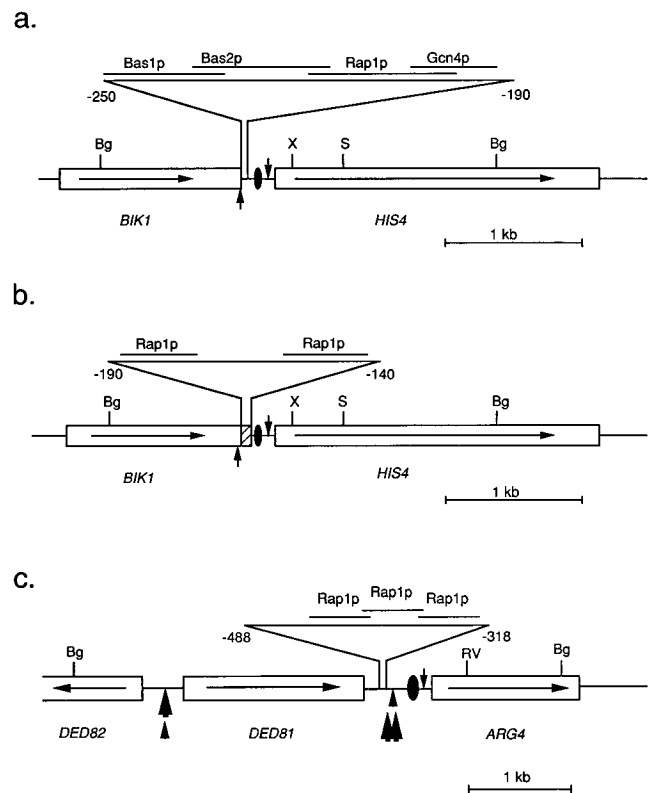 a.
Bas1p Bas2p Rap1p Gcn4p
-250 -190
Bg X S Bg
BIK1 HIS4
1 kb
b.
Rap1p Rap1p
-190 -140
Bg X S Bg
BIK1 HIS4
1 kb
c.
Rap1p Rap1p Rap1p
-488 -318
Bg RV Bg
DED82 DED81 ARG4
1 kb